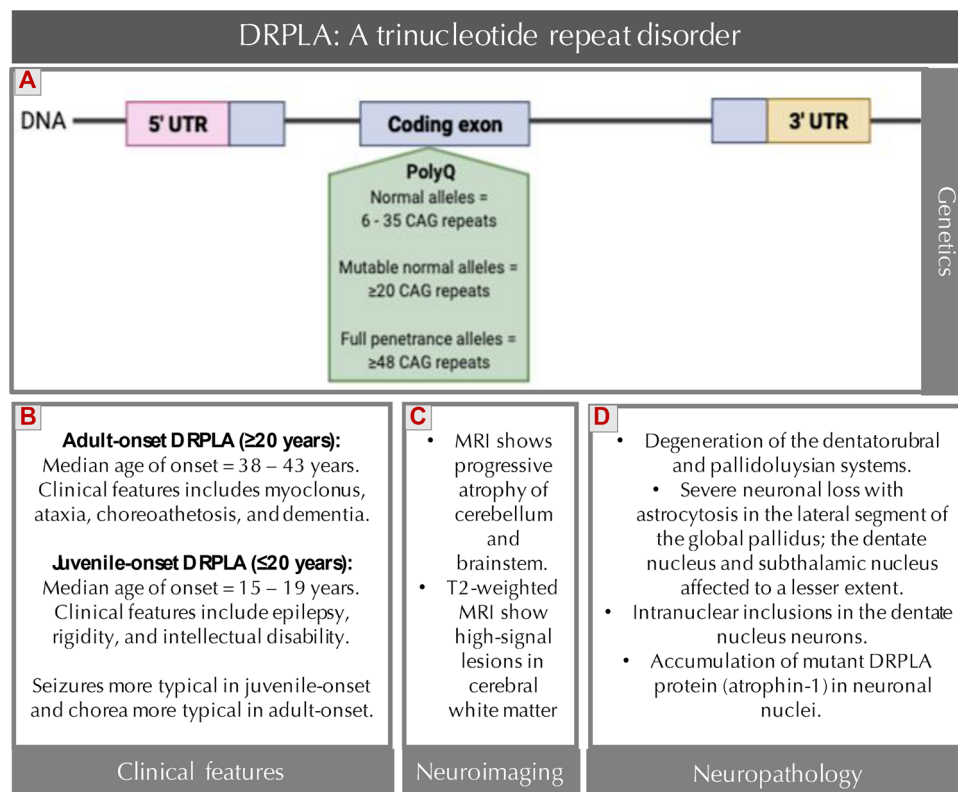 DRPLA: A trinucleotide repeat disorder
A
DNA
5' UTR
Coding exon
3' UTR
PolyQ
Normal alleles =
6 - 35 CAG repeats
Mutable normal alleles =
≥20 CAG repeats
Full penetrance alleles =
≥48 CAG repeats
Genetics
B
Adult-onset DRPLA (≥20 years):
Median age of onset = 38 – 43 years.
Clinical features includes myoclonus,
ataxia, choreoathetosis, and dementia.
Juvenile-onset DRPLA (≤20 years):
Median age of onset = 15 – 19 years.
Clinical features include epilepsy,
rigidity, and intellectual disability.
Seizures more typical in juvenile-onset
and chorea more typical in adult-onset.
Clinical features
C
• MRI shows
progressive
atrophy of
cerebellum
and
brainstem.
• T2-weighted
MRI show
high-signal
lesions in
cerebral
white matter
Neuroimaging
D
• Degeneration of the dentatorubral
and pallidoluysian systems.
• Severe neuronal loss with
astrocytosis in the lateral segment of
the global pallidus; the dentate
nucleus and subthalamic nucleus
affected to a lesser extent.
• Intranuclear inclusions in the dentate
nucleus neurons.
• Accumulation of mutant DRPLA
protein (atrophin-1) in neuronal
nuclei.
Neuropathology